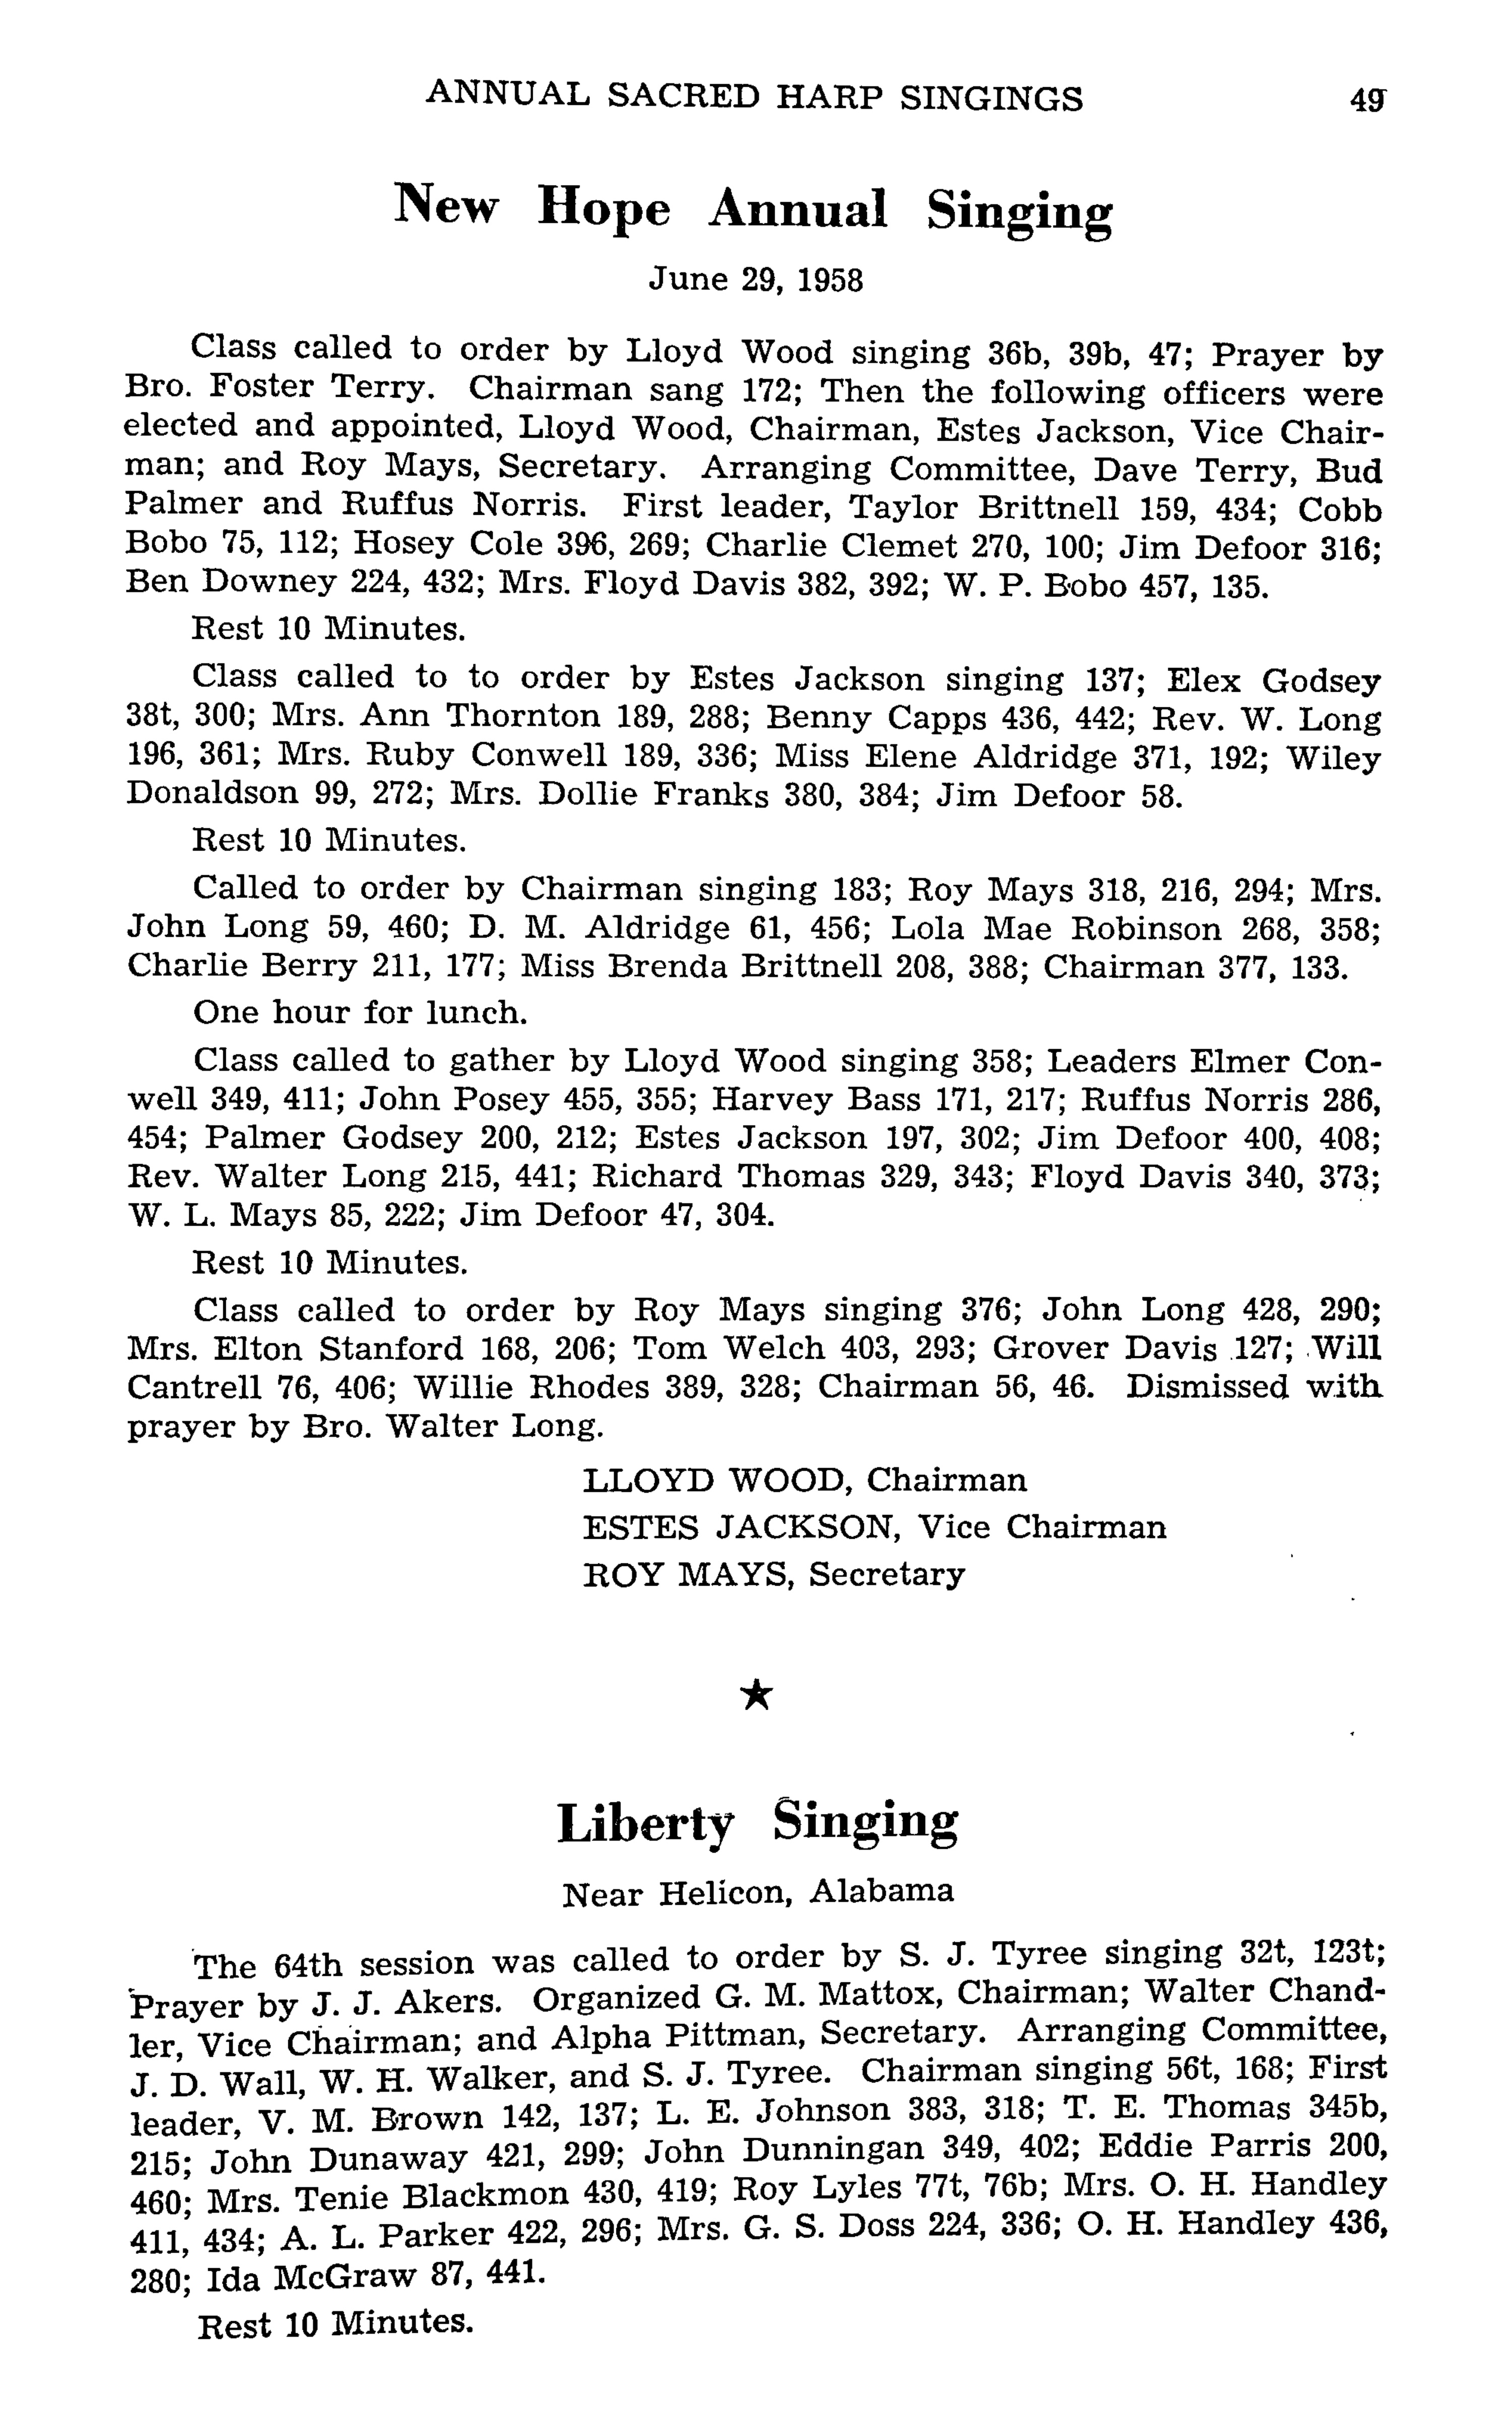 ANNUAL SACRED HARP SINGINGS 49
New Hope Annual Singing
June 29, 1958
Class called to order by Lloyd Wood singing 36b, 39b, 47; Prayer by
Bro. Foster Terry. Chairman sang 172; Then the following officers were
elected and appointed, Lloyd Wood, Chairman, Estes Jackson, Vice Chair-
man; and Roy Mays, Secretary. Arranging Committee, Dave Terry, Bud
Palmer and Ruffus Norris. First leader, Taylor Brittnell 159, 434; Cobb
Bobo 75, 112; Hosey Cole 396, 269; Charlie Clemet 270, 100; Jim Defoor 316;
Ben Downey 224, 432; Mrs. Floyd Davis 382, 392; W. P. Bobo 457, 135.
Rest 10 Minutes.
Class called to to order by Estes Jackson singing 137; Elex Godsey
38t, 300; Mrs. Ann Thornton 189, 288; Benny Capps 436, 442; Rev. W. Long
196, 361; Mrs. Ruby Conwell 189, 336; Miss Elene Aldridge 371, 192; Wiley
Donaldson 99, 272; Mrs. Dollie Franks 380, 384; Jim Defoor 58.
Rest 10 Minutes.
Called to order by Chairman singing 183; Roy Mays 318, 216, 294; Mrs.
John Long 59, 460; D. M. Aldridge 61, 456; Lola Mae Robinson 268, 358;
Charlie Berry 211, 177; Miss Brenda Brittnell 208, 388; Chairman 377, 133.
One hour for lunch.
Class called to gather by Lloyd Wood singing 358; Leaders Elmer Con-
well 349, 411; John Posey 455, 355; Harvey Bass 171, 217; Ruffus Norris 286,
454; Palmer Godsey 200, 212; Estes Jackson 197, 302; Jim Defoor 400, 408;
Rev. Walter Long 215, 441; Richard Thomas 329, 343; Floyd Davis 340, 373;
W. L. Mays 85, 222; Jim Defoor 47, 304.
Rest 10 Minutes.
Class called to order by Roy Mays singing 376; John Long 428, 290;
Mrs. Elton Stanford 168, 206; Tom Welch 403, 293; Grover Davis 127; Will
Cantrell 76, 406; Willie Rhodes 389, 328; Chairman 56, 46. Dismissed with
prayer by Bro. Walter Long.
LLOYD WOOD, Chairman
ESTES JACKSON, Vice Chairman
ROY MAYS, Secretary
★
Liberty Singing
Near Helicon, Alabama
The 64th session was called to order by S. J. Tyree singing 32t, 123t;
Prayer by J. J. Akers. Organized G. M. Mattox, Chairman; Walter Chand-
ler, Vice Chairman; and Alpha Pittman, Secretary. Arranging Committee,
J. D. Wall, W. H. Walker, and S. J. Tyree. Chairman singing 56t, 168; First
leader, V. M. Brown 142, 137; L. E. Johnson 383, 318; T. E. Thomas 345b,
215; John Dunaway 421, 299; John Dunningan 349, 402; Eddie Parris 200,
460; Mrs. Tenie Blackmon 430, 419; Roy Lyles 77t, 76b; Mrs. O. H. Handley
411, 434; A. L. Parker 422, 296; Mrs. G. S. Doss 224, 336; O. H. Handley 436,
280; Ida McGraw 87, 441.
Rest 10 Minutes.